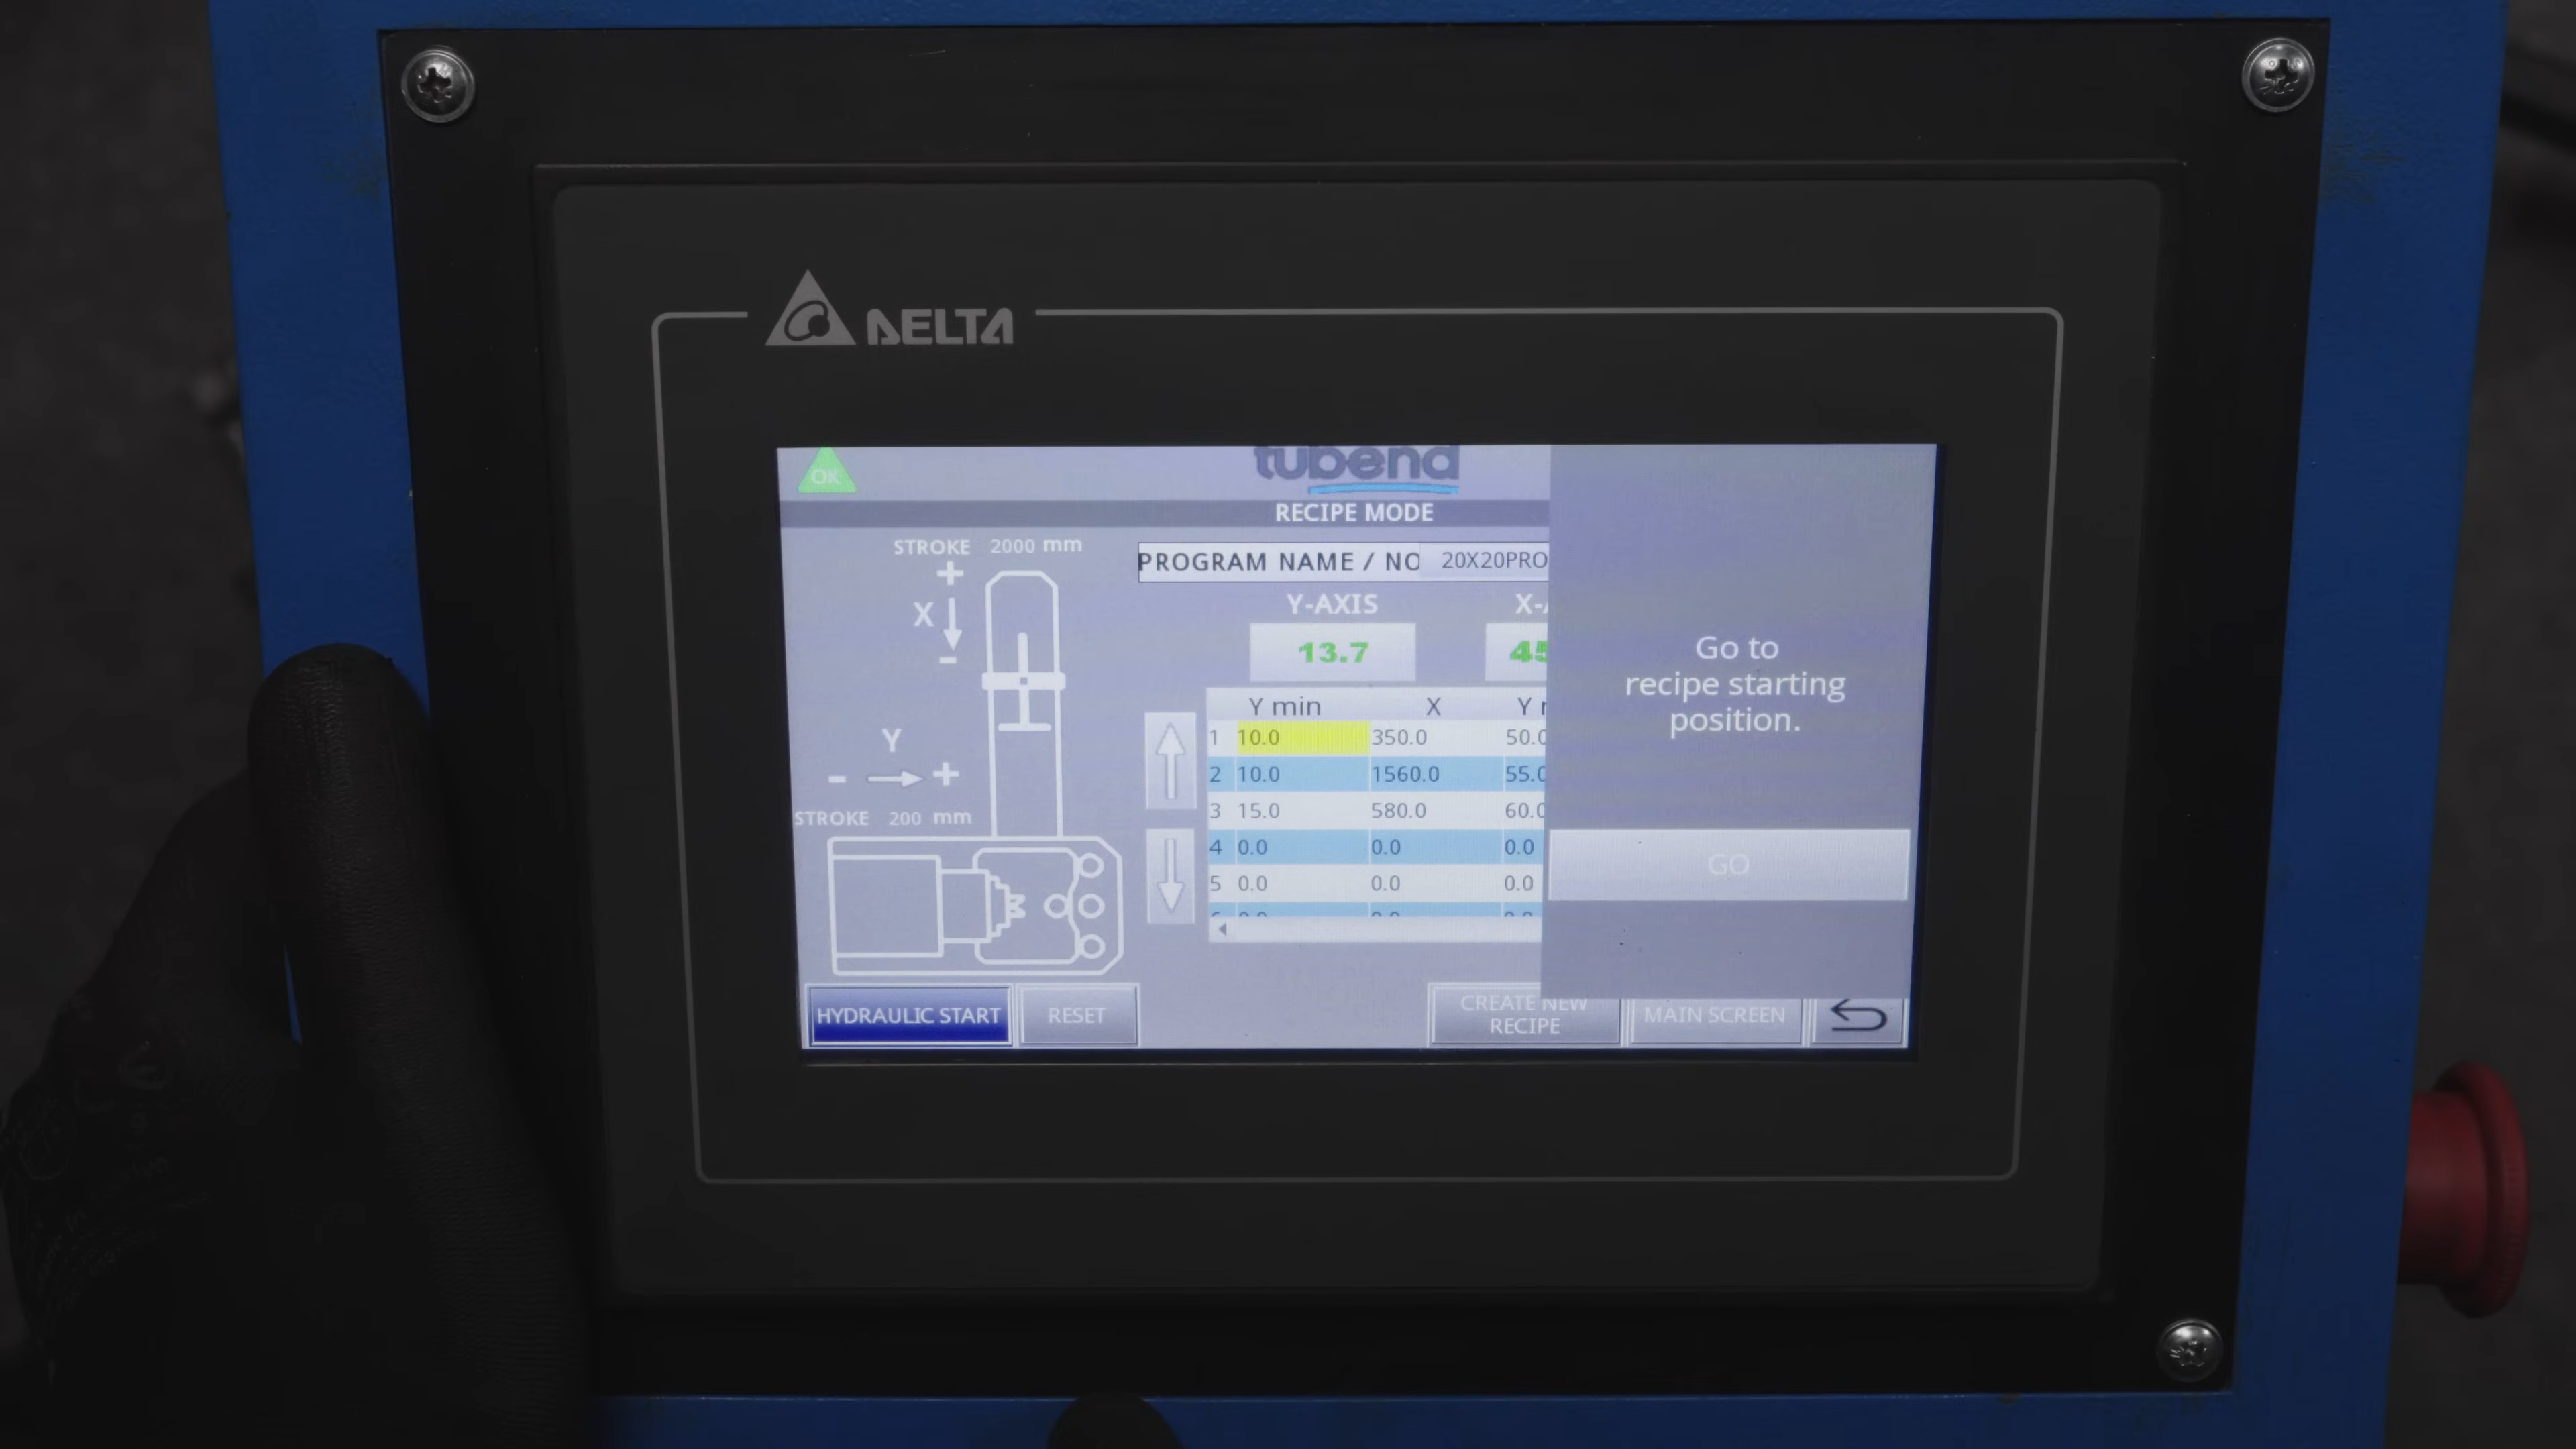 DELTA
OK
tubend
RECIPE MODE
STROKE 2000 mm
+
X
-
PROGRAM NAME / NO 20X20PRO
Y-AXIS X-
13.7 45
Y min X Y
1 10.0 350.0 50.0
2 10.0 1560.0 55.0
3 15.0 580.0 60.0
4 0.0 0.0 0.0
5 0.0 0.0 0.0
Y
- +
STROKE 200 mm
Go to
recipe starting
position.
GO
HYDRAULIC START
RESET
CREATE NEW
RECIPE
MAIN SCREEN